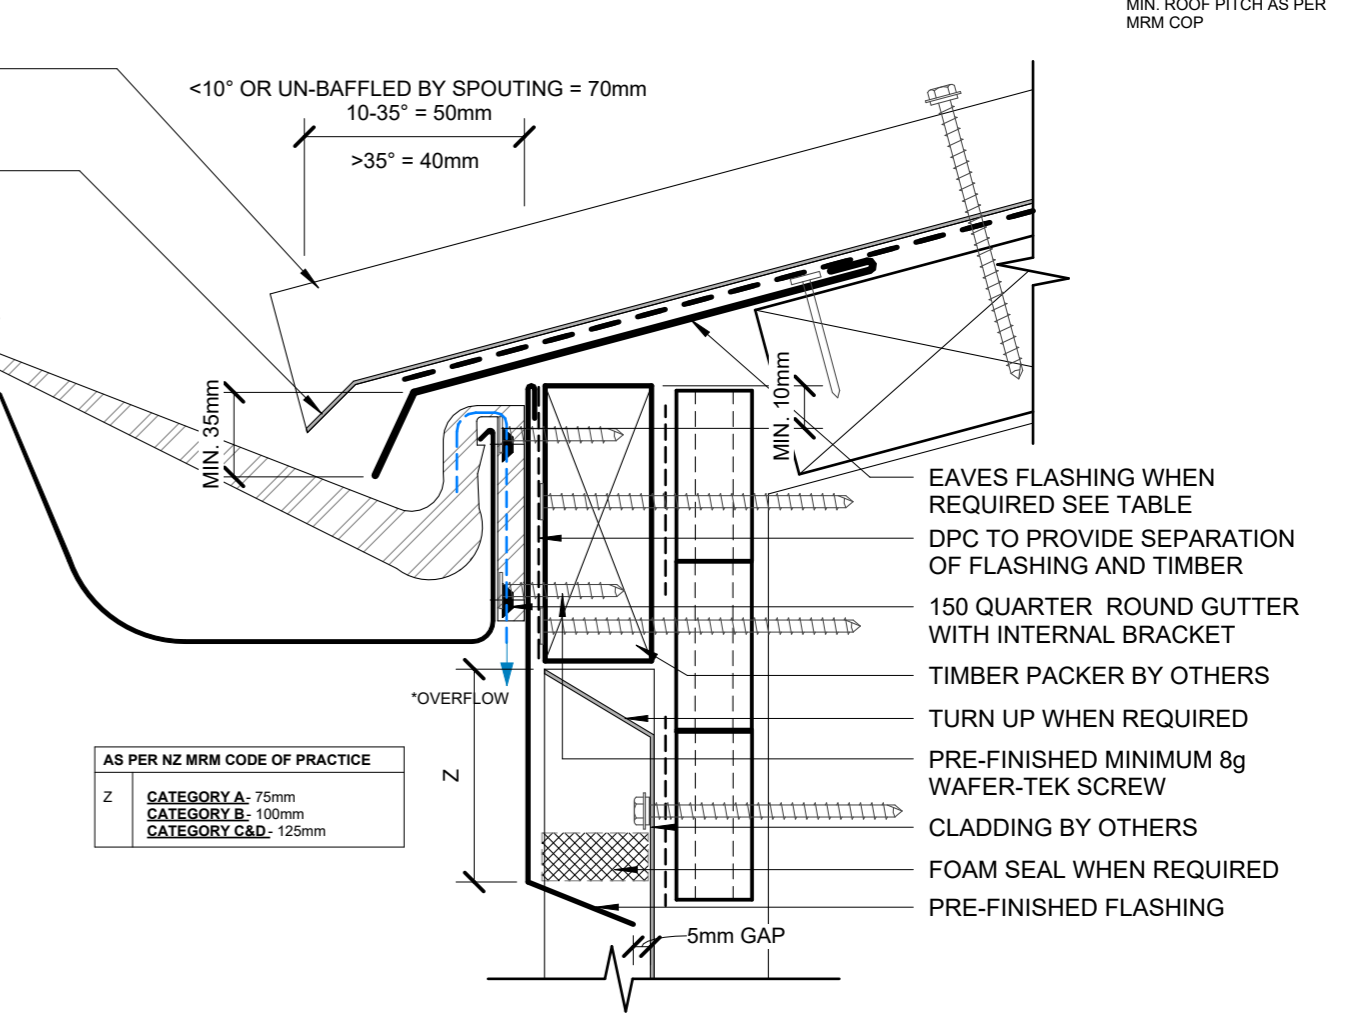 MIN. ROOF PITCH AS PER
MRM COP
<10° OR UN-BAFFLED BY SPOUTING = 70mm
10-35° = 50mm
>35° = 40mm
MIN. 35mm
MIN. 10mm
EAVES FLASHING WHEN
REQUIRED SEE TABLE
DPC TO PROVIDE SEPARATION
OF FLASHING AND TIMBER
150 QUARTER ROUND GUTTER
WITH INTERNAL BRACKET
TIMBER PACKER BY OTHERS
*OVERFLOW
TURN UP WHEN REQUIRED
PRE-FINISHED MINIMUM 8g
WAFER-TEK SCREW
CLADDING BY OTHERS
FOAM SEAL WHEN REQUIRED
PRE-FINISHED FLASHING
5mm GAP
Z
AS PER NZ MRM CODE OF PRACTICE
Z
CATEGORY A- 75mm
CATEGORY B- 100mm
CATEGORY C&D- 125mm